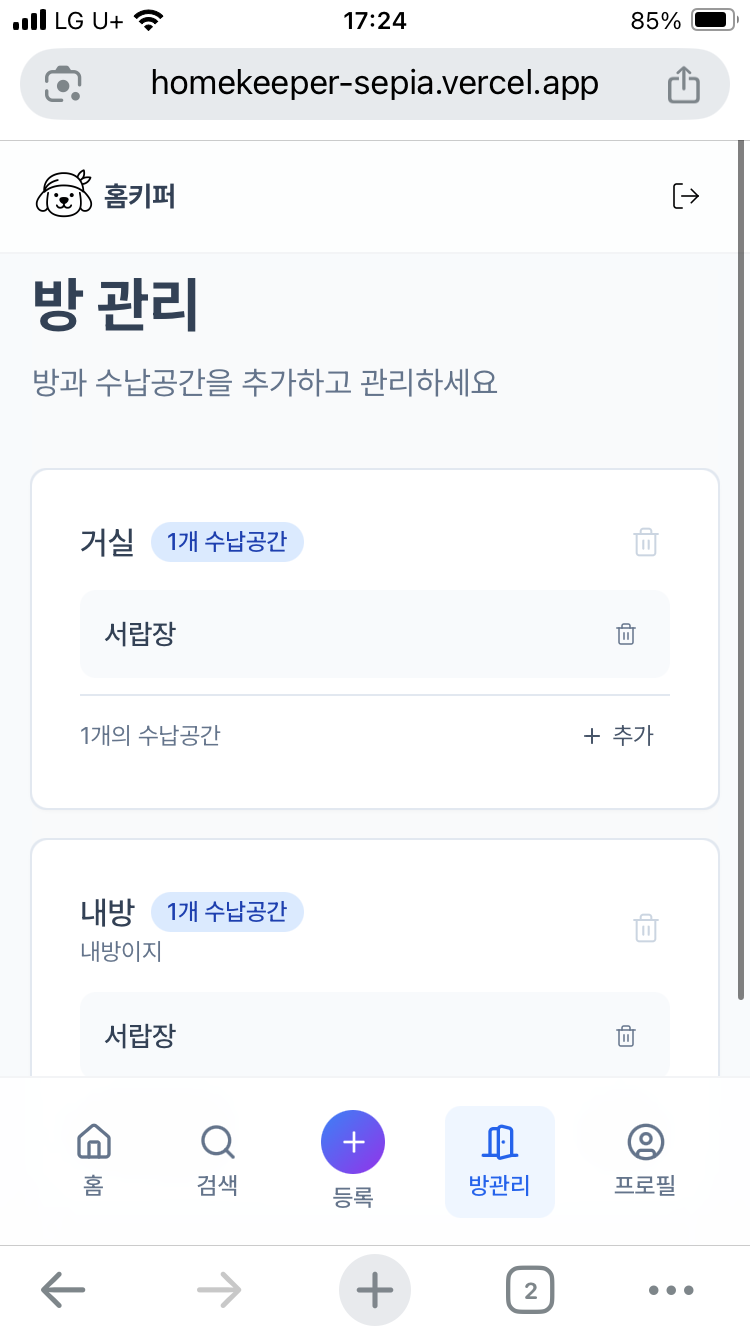 LG U+ 17:24 85%
homekeeper-sepia.vercel.app
홈키퍼
방 관리
방과 수납공간을 추가하고 관리하세요
거실 1개 수납공간
서랍장
1개의 수납공간 + 추가
내방 1개 수납공간
내방이지
서랍장
홈 검색 등록 방관리 프로필
2